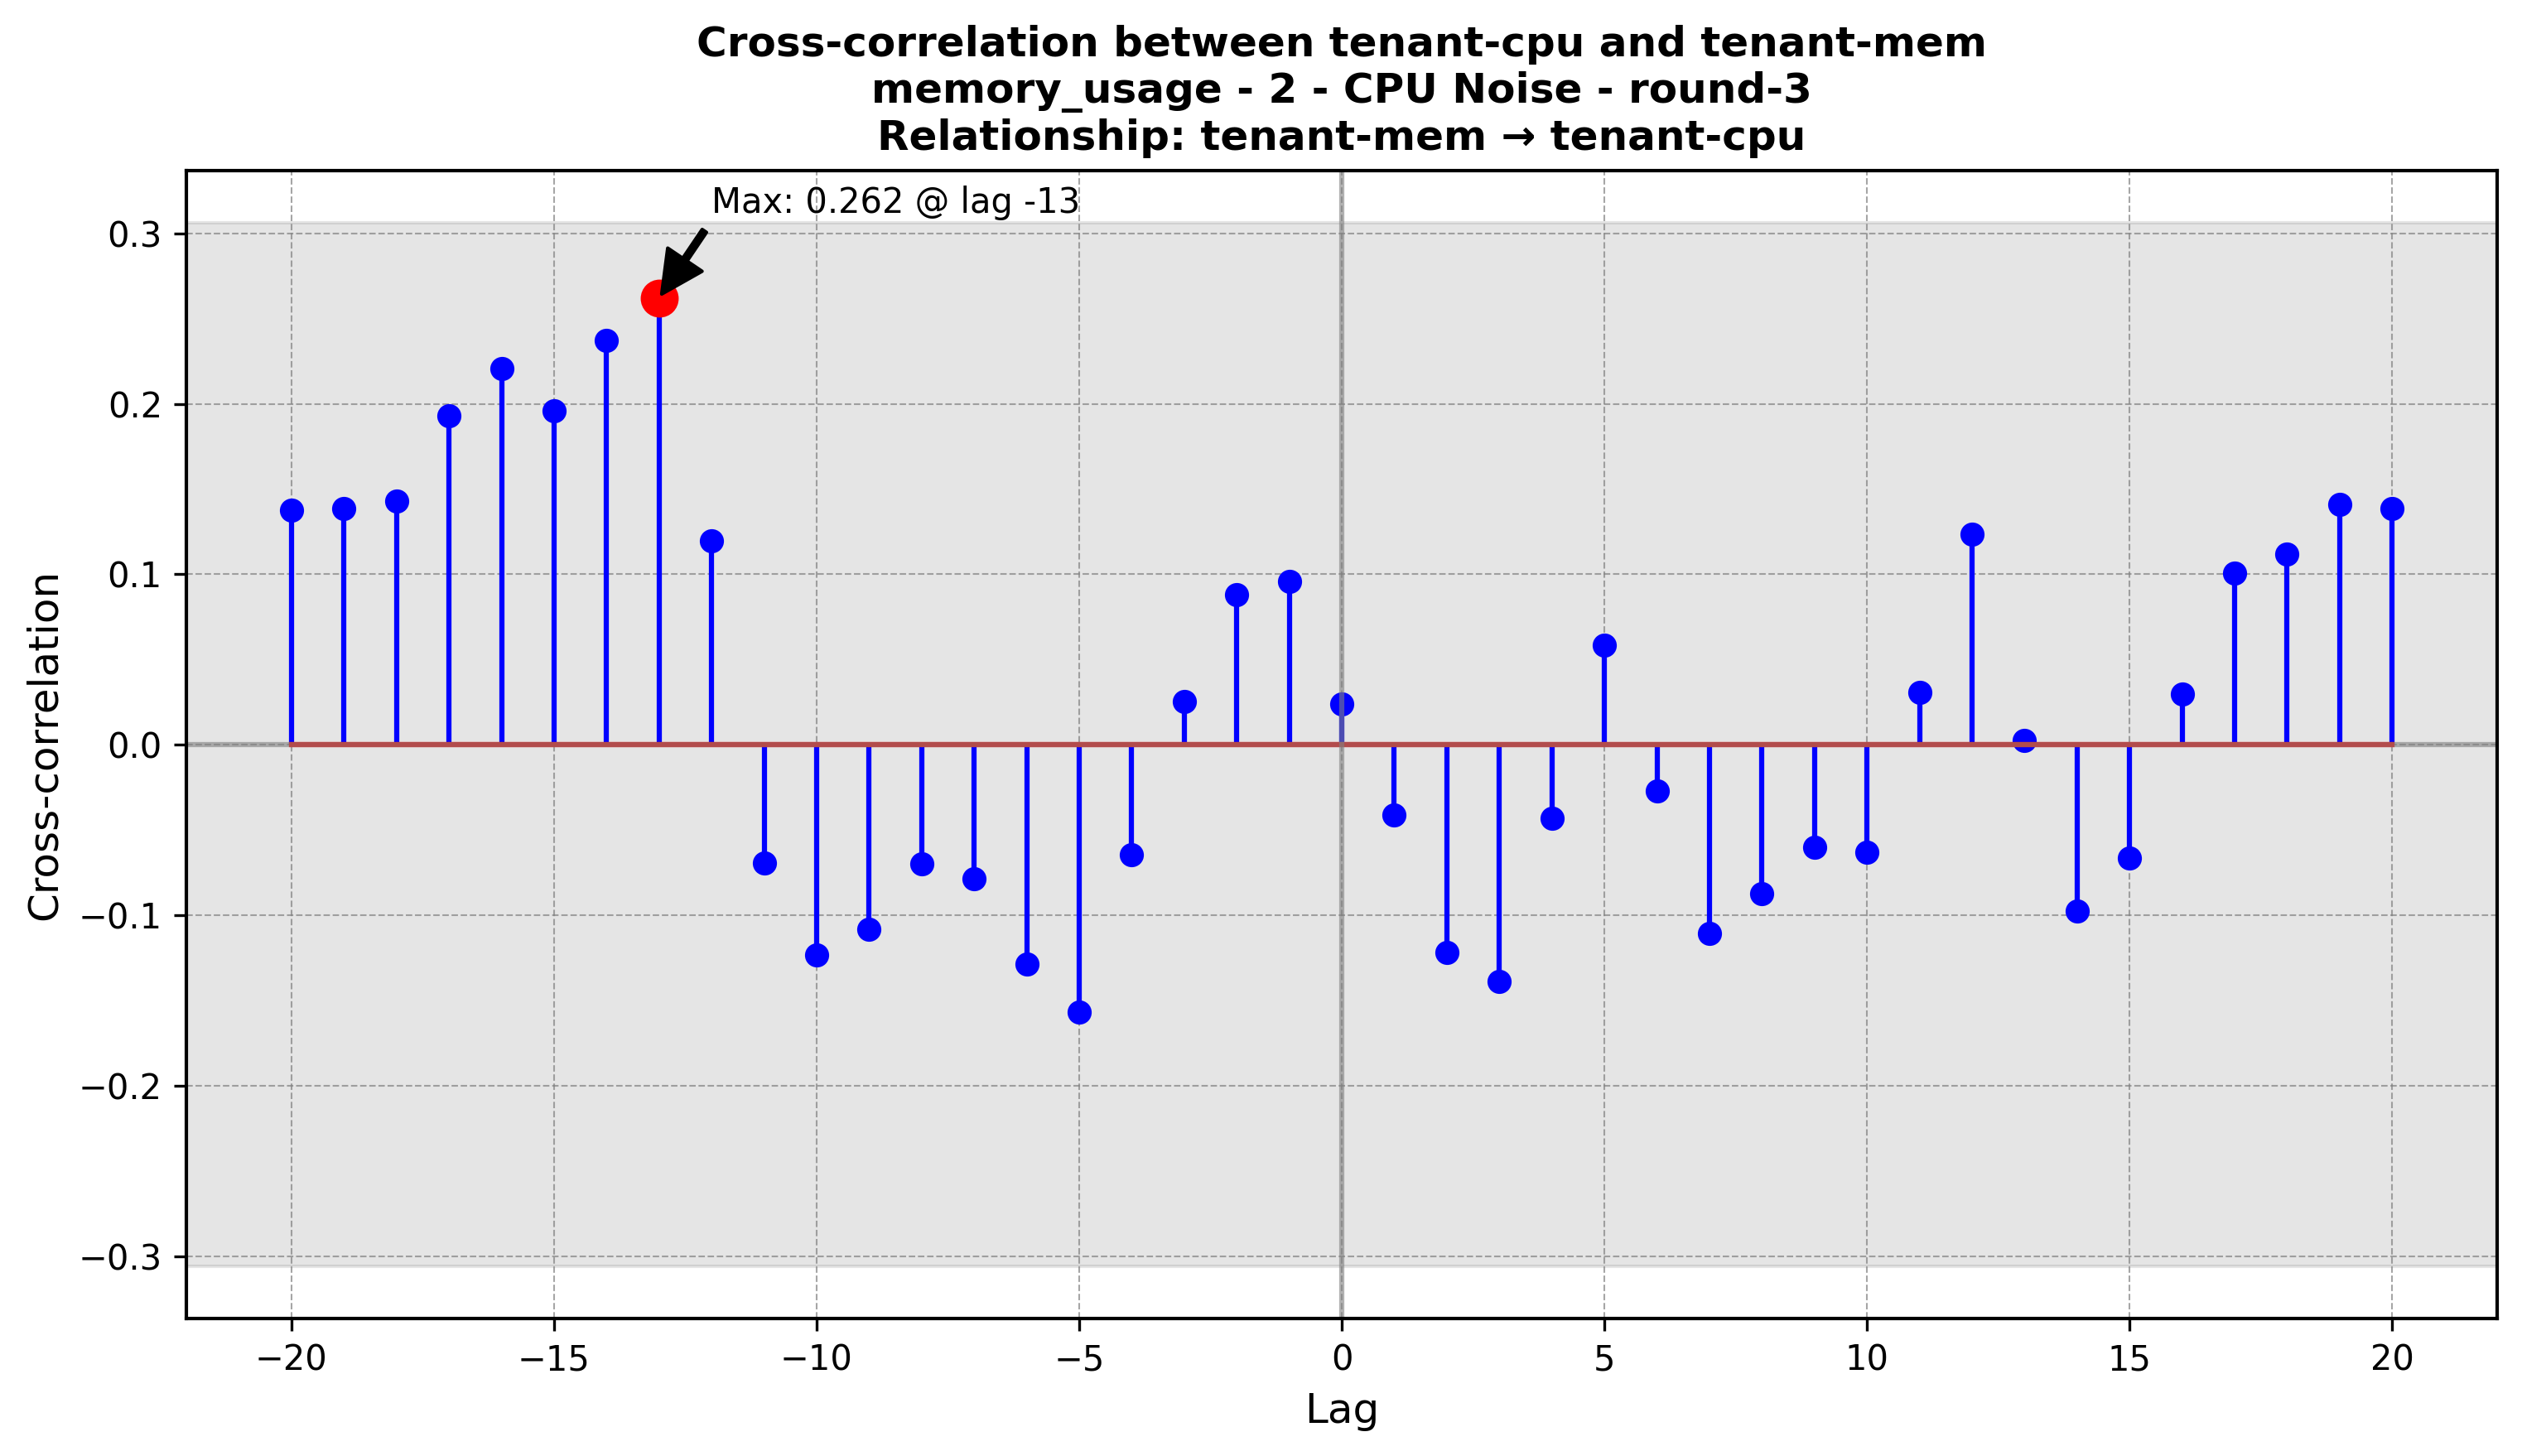 Cross-correlation between tenant-cpu and tenant-mem
memory_usage - 2 - CPU Noise - round-3
Relationship: tenant-mem → tenant-cpu
Max: 0.262 @ lag -13
0.3
0.2
0.1
0.0
−0.1
−0.2
−0.3
Cross-correlation
−20 −15 −10 −5 0 5 10 15 20
Lag